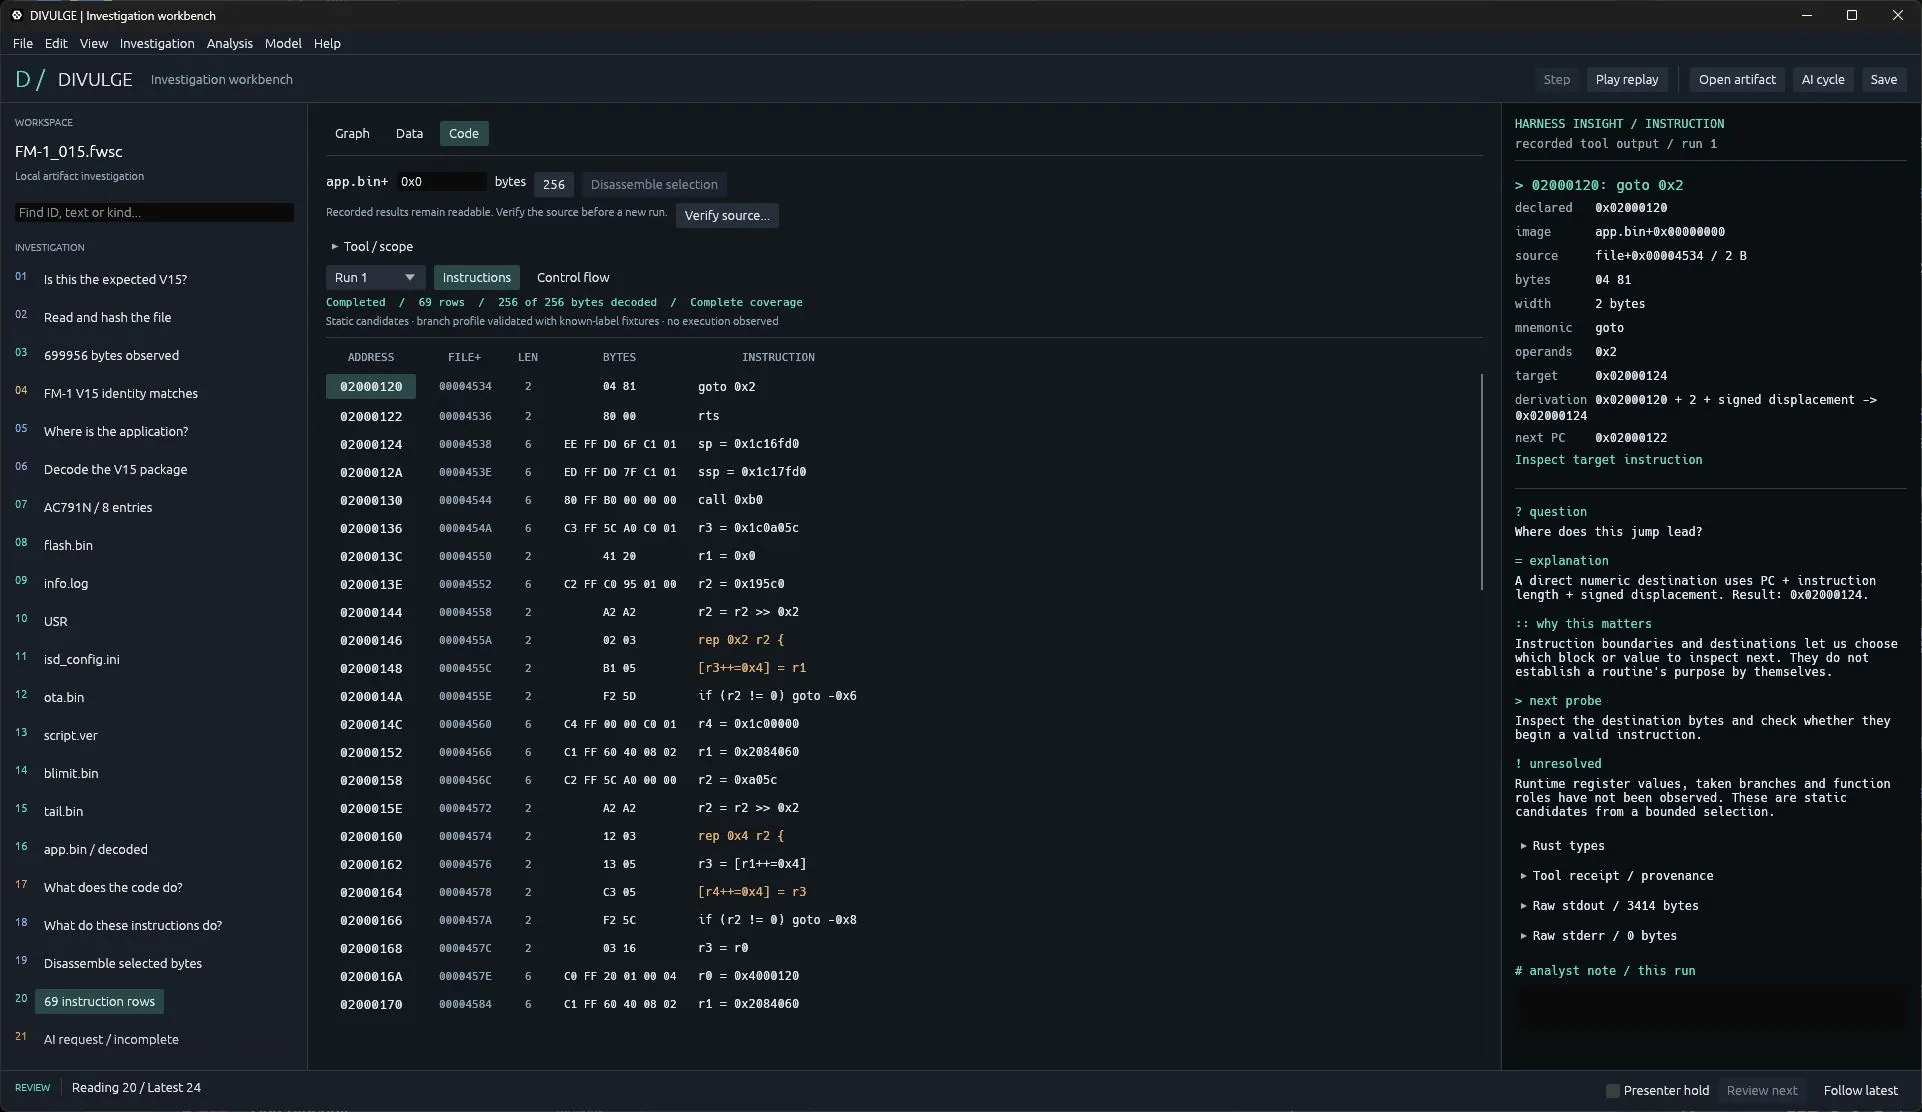 DIVULGE | Investigation workbench
File Edit View Investigation Analysis Model Help
D / DIVULGE Investigation workbench
Step Play replay Open artifact AI cycle Save
WORKSPACE
FM-1_015.fwsc
Local artifact investigation
Find ID, text or kind...
INVESTIGATION
01 Is this the expected V15?
02 Read and hash the file
03 699956 bytes observed
04 FM-1 V15 identity matches
05 Where is the application?
06 Decode the V15 package
07 AC791N / 8 entries
08 flash.bin
09 info.log
10 USR
11 isd_config.ini
12 ota.bin
13 script.ver
14 blimit.bin
15 tail.bin
16 app.bin / decoded
17 What does the code do?
18 What do these instructions do?
19 Disassemble selected bytes
20 69 instruction rows
21 AI request / incomplete
Graph Data Code
app.bin+ 0x0 bytes 256 Disassemble selection
Recorded results remain readable. Verify the source before a new run. Verify source...
▸ Tool / scope
Run 1 ▼ Instructions Control flow
Completed / 69 rows / 256 of 256 bytes decoded / Complete coverage
Static candidates · branch profile validated with known-label fixtures · no execution observed
ADDRESS FILE+ LEN BYTES INSTRUCTION
02000120 00004534 2 04 81 goto 0x2
02000122 00004536 2 80 00 rts
02000124 00004538 6 EE FF D0 6F C1 01 sp = 0x1c16fd0
0200012A 0000453E 6 ED FF D0 7F C1 01 ssp = 0x1c17fd0
02000130 00004544 6 80 FF B0 00 00 00 call 0xb0
02000136 0000454A 6 C3 FF 5C A0 C0 01 r3 = 0x1c0a05c
0200013C 00004550 2 41 20 r1 = 0x0
0200013E 00004552 6 C2 FF C0 95 01 00 r2 = 0x195c0
02000144 00004558 2 A2 A2 r2 = r2 >> 0x2
02000146 0000455A 2 02 03 rep 0x2 r2 {
02000148 0000455C 2 B1 05 [r3++=0x4] = r1
0200014A 0000455E 2 F2 5D if (r2 != 0) goto -0x6
0200014C 00004560 6 C4 FF 00 00 C0 01 r4 = 0x1c00000
02000152 00004566 6 C1 FF 60 40 08 02 r1 = 0x2084060
02000158 0000456C 6 C2 FF 5C A0 00 00 r2 = 0xa05c
0200015E 00004572 2 A2 A2 r2 = r2 >> 0x2
02000160 00004574 2 12 03 rep 0x4 r2 {
02000162 00004576 2 13 05 r3 = [r1++=0x4]
02000164 00004578 2 C3 05 [r4++=0x4] = r3
02000166 0000457A 2 F2 5C if (r2 != 0) goto -0x8
02000168 0000457C 2 03 16 r3 = r0
0200016A 0000457E 6 C0 FF 20 01 00 04 r0 = 0x4000120
02000170 00004584 6 C1 FF 60 40 08 02 r1 = 0x2084060
HARNESS INSIGHT / INSTRUCTION
recorded tool output / run 1
> 02000120: goto 0x2
declared 0x02000120
image app.bin+0x00000000
source file+0x00004534 / 2 B
bytes 04 81
width 2 bytes
mnemonic goto
operands 0x2
target 0x02000124
derivation 0x02000120 + 2 + signed displacement ->
0x02000124
next PC 0x02000122
Inspect target instruction
? question
Where does this jump lead?
= explanation
A direct numeric destination uses PC + instruction
length + signed displacement. Result: 0x02000124.
:: why this matters
Instruction boundaries and destinations let us choose
which block or value to inspect next. They do not
establish a routine's purpose by themselves.
> next probe
Inspect the destination bytes and check whether they
begin a valid instruction.
! unresolved
Runtime register values, taken branches and function
roles have not been observed. These are static
candidates from a bounded selection.
▸ Rust types
▸ Tool receipt / provenance
▸ Raw stdout / 3414 bytes
▸ Raw stderr / 0 bytes
# analyst note / this run
REVIEW Reading 20 / Latest 24
Presenter hold Review next Follow latest